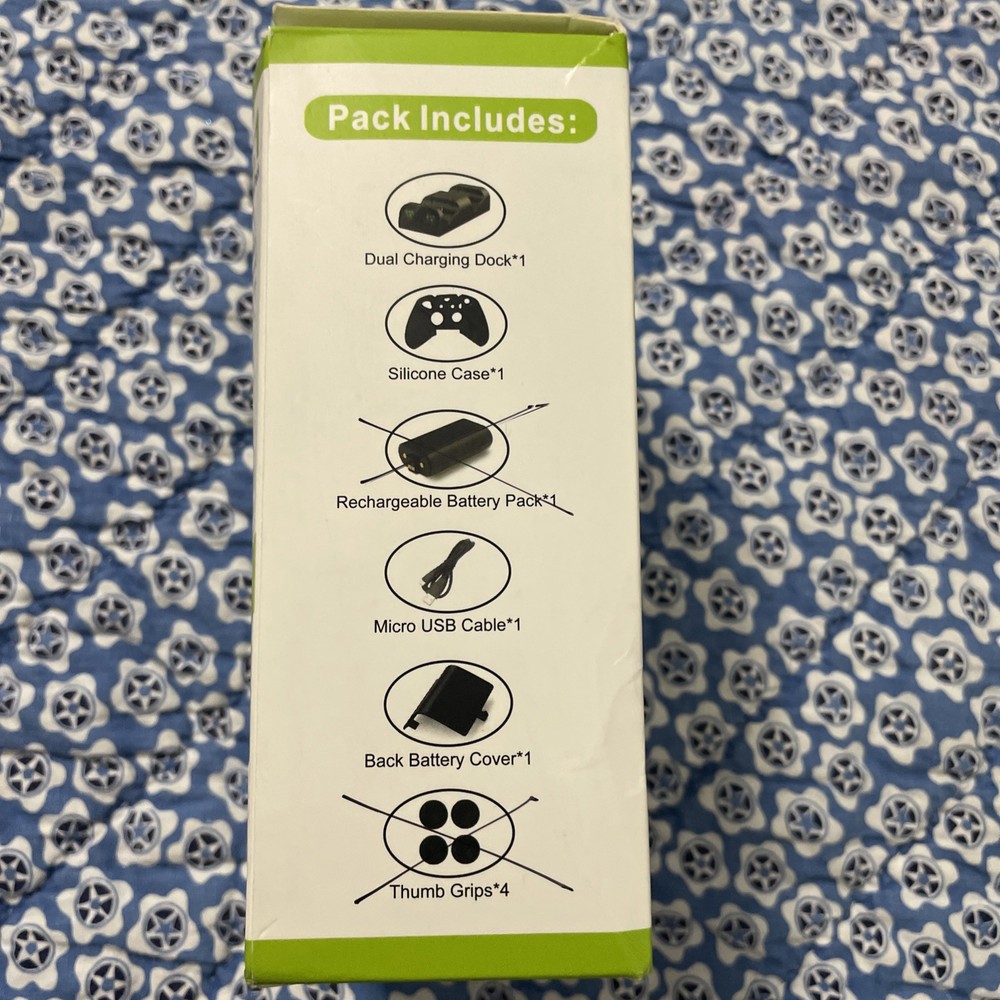 Pack Includes:
Dual Charging Dock*1
Silicone Case*1
Rechargeable Battery Pack*1
Micro USB Cable*1
Back Battery Cover*1
Thumb Grips*4